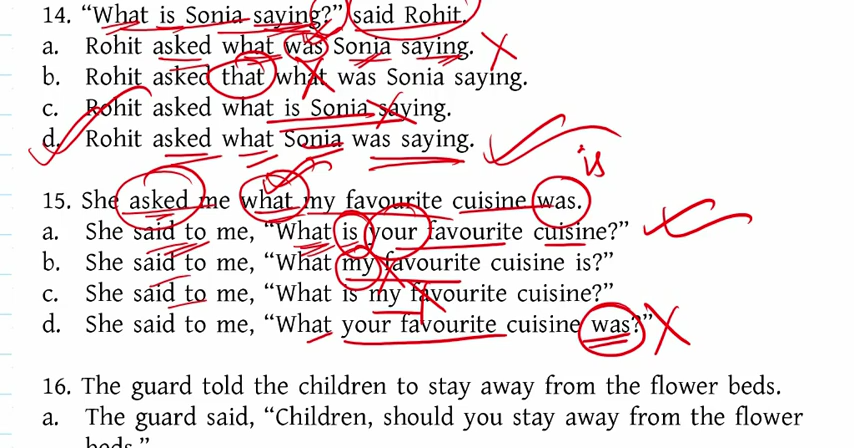 14. “What is Sonia saying?” said Rohit.
a. Rohit asked what was Sonia saying.
b. Rohit asked that what was Sonia saying.
c. Rohit asked what is Sonia saying.
d. Rohit asked what Sonia was saying.
is
15. She asked me what my favourite cuisine was.
a. She said to me, “What is your favourite cuisine?”
b. She said to me, “What my favourite cuisine is?”
c. She said to me, “What is my favourite cuisine?”
d. She said to me, “What your favourite cuisine was?”
16. The guard told the children to stay away from the flower beds.
a. The guard said, “Children, should you stay away from the flower
beds.”